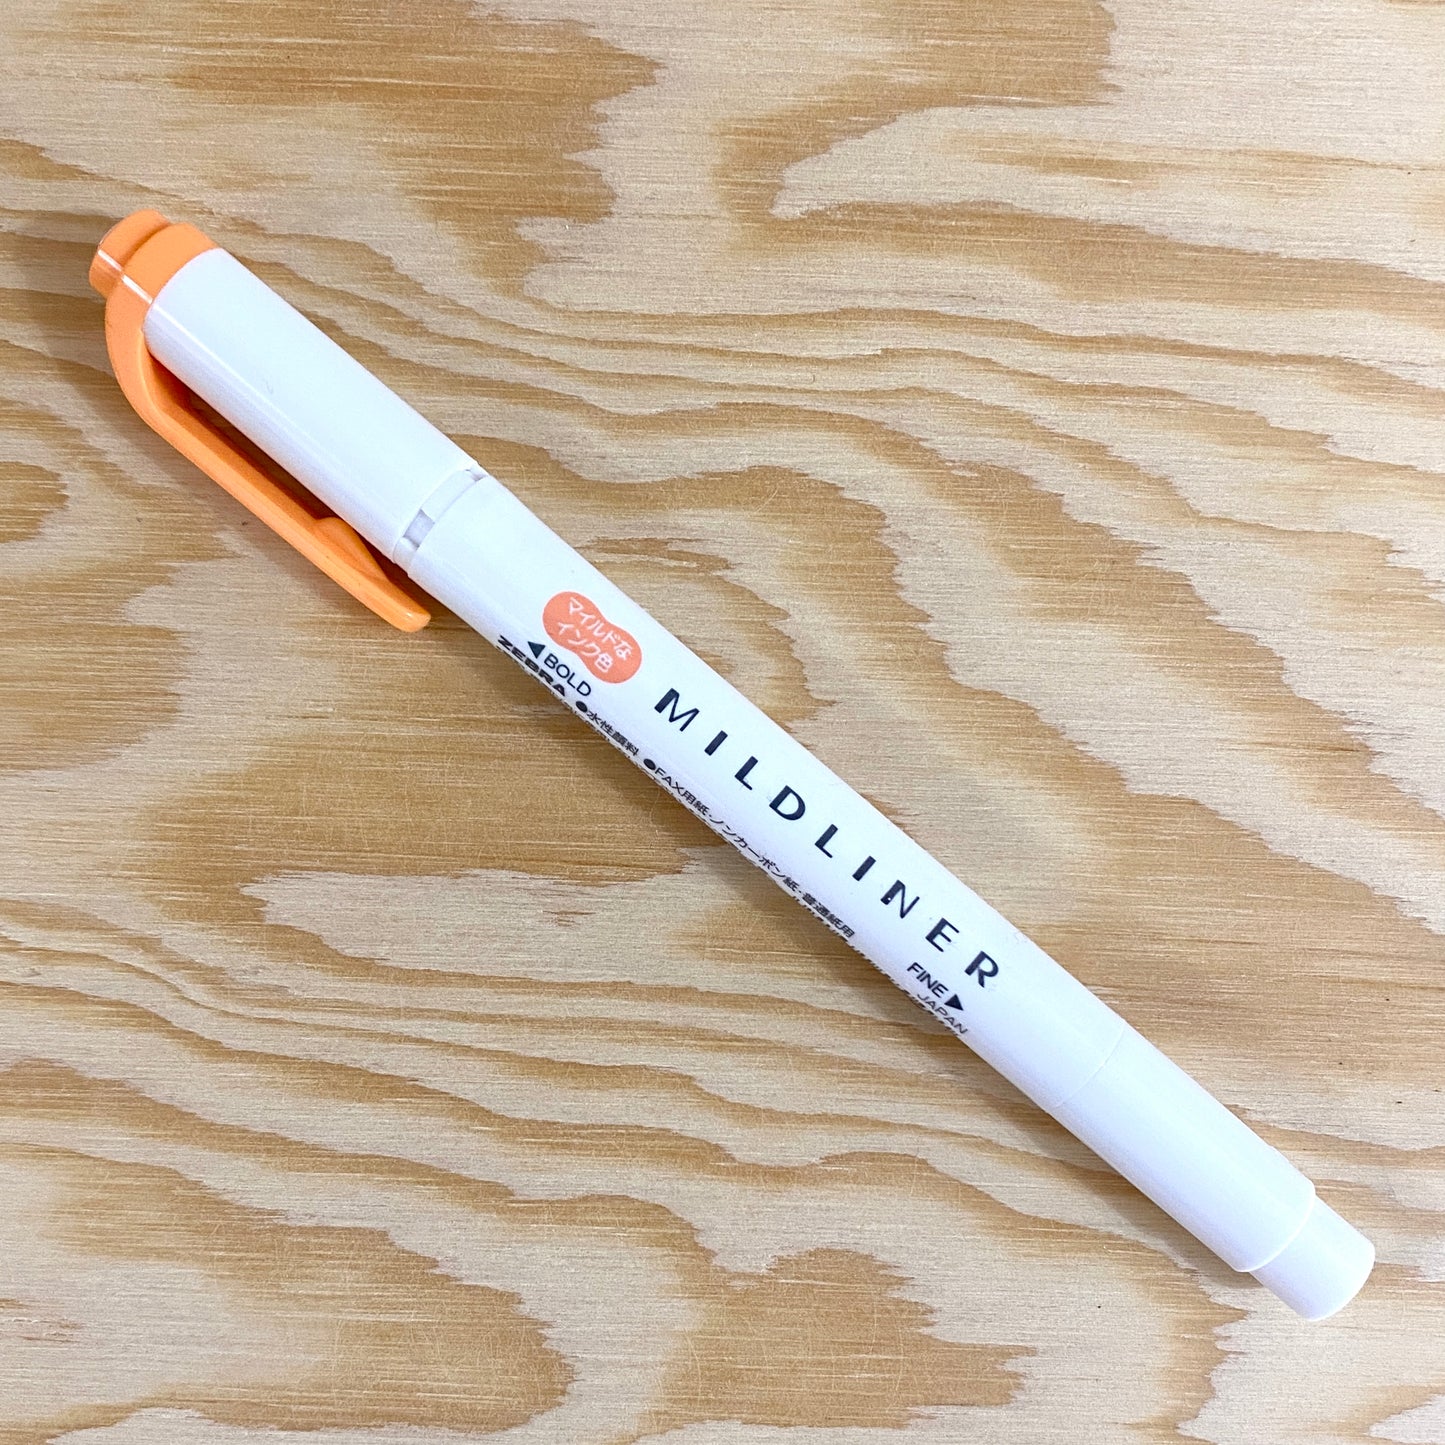 マイルドな
インク色
◀BOLD
MILDLINER
FINE▶
ZEBRA ●水性顔料 ●FAX用紙・ノンカーボン紙・普通紙用
JAPAN